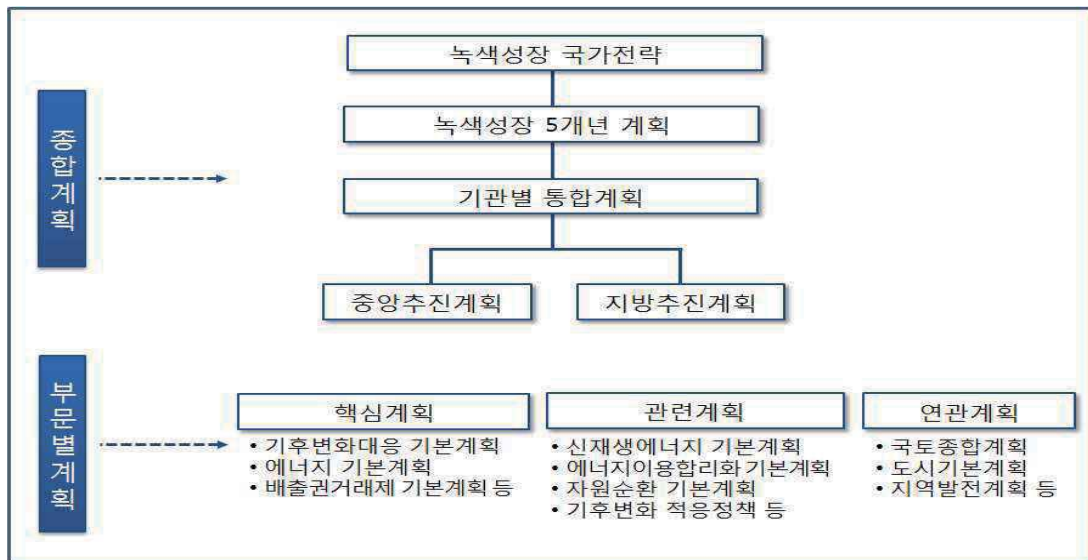 종합계획
녹색성장 국가전략
녹색성장 5개년 계획
기관별 통합계획
중앙추진계획
지방추진계획
부문별계획
핵심계획
• 기후변화대응 기본계획
• 에너지 기본계획
• 배출권거래제 기본계획 등
관련계획
• 신재생에너지 기본계획
• 에너지이용합리화 기본계획
• 자원순환 기본계획
• 기후변화 적응정책 등
연관계획
• 국토종합계획
• 도시기본계획
• 지역발전계획 등